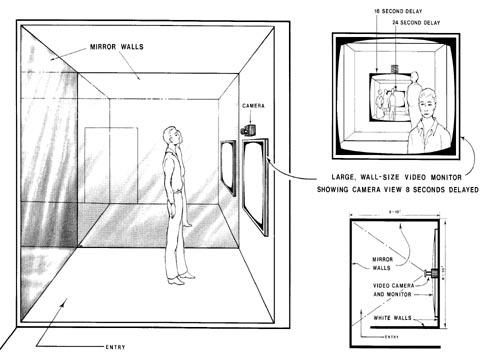 MIRROR WALLS
CAMERA
ENTRY
16 SECOND DELAY
24 SECOND DELAY
LARGE, WALL-SIZE VIDEO MONITOR
SHOWING CAMERA VIEW 8 SECONDS DELAYED
MIRROR
WALLS
VIDEO CAMERA
AND MONITOR
WHITE WALLS
ENTRY